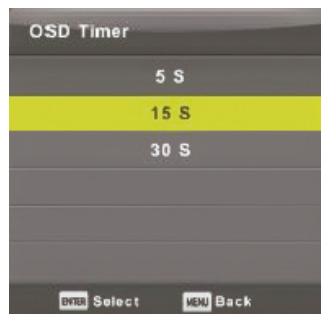 OSD Timer
5 S
15 S
30 S
ENTER Select MENU Back